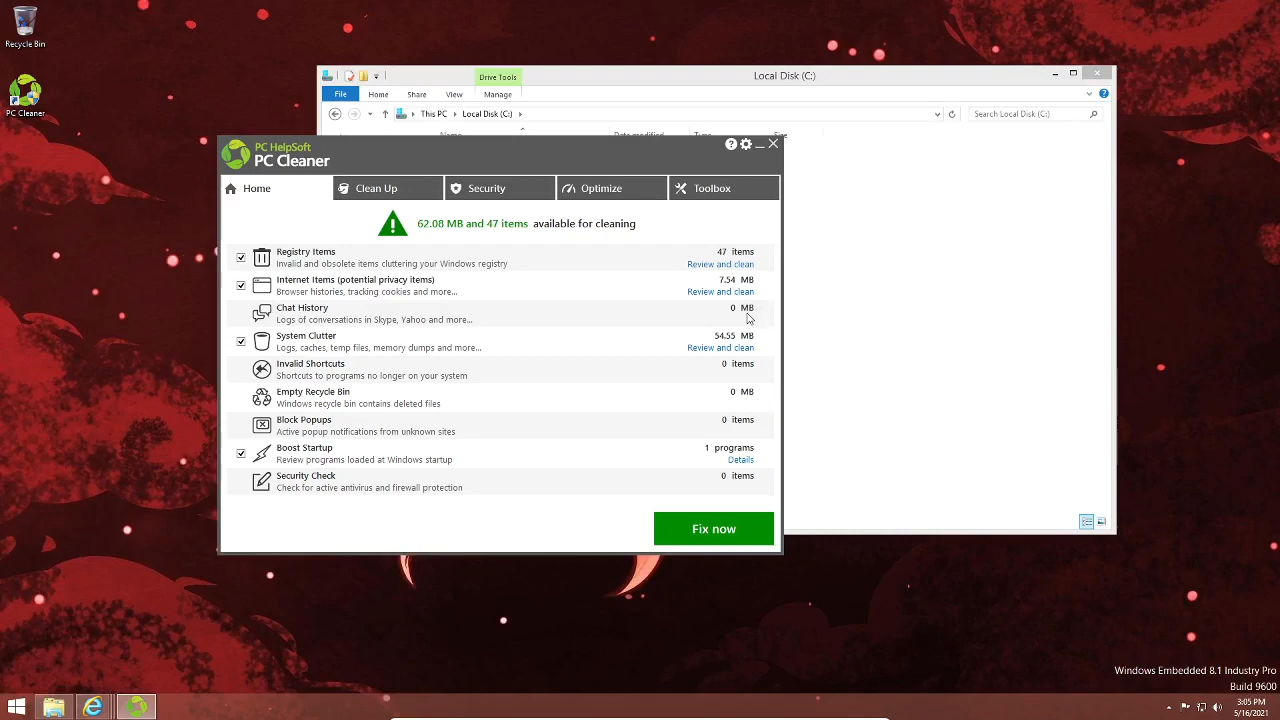 Recycle Bin
PC Cleaner
Drive Tools
Local Disk (C:)
File
Home
Share
View
Manage
This PC
Local Disk (C:)
Search Local Disk (C:)
Name
Date modified
Type
Size
PC HelpSoft
PC Cleaner
Home
Clean Up
Security
Optimize
Toolbox
62.08 MB and 47 items available for cleaning
Registry Items
47 items
Invalid and obsolete items cluttering your Windows registry
Review and clean
Internet Items (potential privacy items)
7.54 MB
Browser histories, tracking cookies and more...
Review and clean
Chat History
0 MB
Logs of conversations in Skype, Yahoo and more...
System Clutter
54.55 MB
Logs, caches, temp files, memory dumps and more...
Review and clean
Invalid Shortcuts
0 items
Shortcuts to programs no longer on your system
Empty Recycle Bin
0 MB
Windows recycle bin contains deleted files
Block Popups
0 items
Active popup notifications from unknown sites
Boost Startup
1 programs
Review programs loaded at Windows startup
Details
Security Check
0 items
Check for active antivirus and firewall protection
Fix now
Windows Embedded 8.1 Industry Pro
Build 9600
3:05 PM
5/16/2021